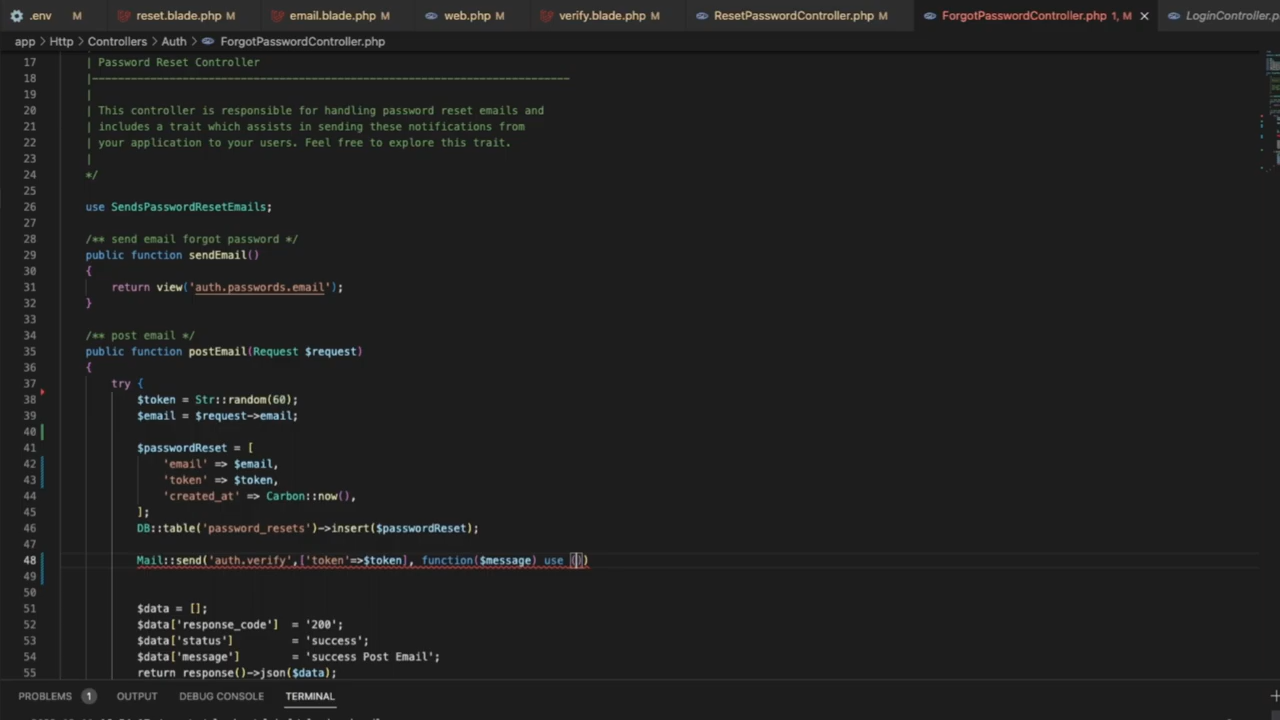 .env M reset.blade.php M email.blade.php M web.php M verify.blade.php M ResetPasswordController.php M ForgotPasswordController.php 1, M LoginController.p
app > Http > Controllers > Auth > ForgotPasswordController.php
17 | Password Reset Controller
18 |--------------------------------------------------------------------------
19 |
20 | This controller is responsible for handling password reset emails and
21 | includes a trait which assists in sending these notifications from
22 | your application to your users. Feel free to explore this trait.
23 |
24 */
25
26 use SendsPasswordResetEmails;
27
28 /** send email forgot password */
29 public function sendEmail()
30 {
31 return view('auth.passwords.email');
32 }
33
34 /** post email */
35 public function postEmail(Request $request)
36 {
37 try {
38 $token = Str::random(60);
39 $email = $request->email;
40
41 $passwordReset = [
42 'email' => $email,
43 'token' => $token,
44 'created_at' => Carbon::now(),
45 ];
46 DB::table('password_resets')->insert($passwordReset);
47
48 Mail::send('auth.verify',['token'=>$token], function($message) use ())
49
50
51 $data = [];
52 $data['response_code'] = '200';
53 $data['status'] = 'success';
54 $data['message'] = 'success Post Email';
55 return response()->json($data);
PROBLEMS 1 OUTPUT DEBUG CONSOLE TERMINAL